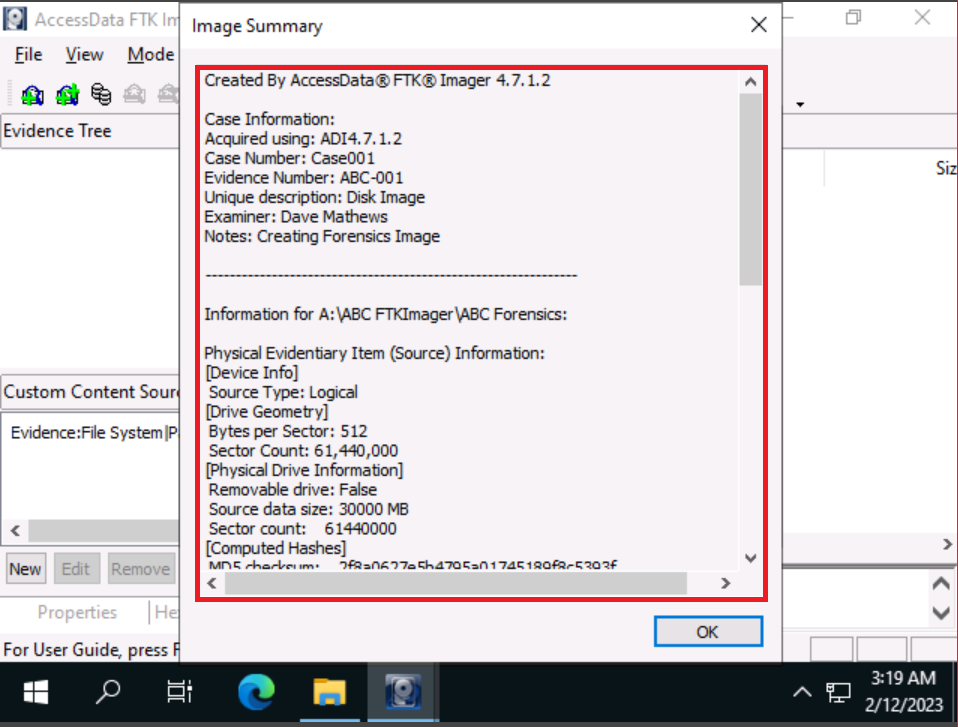 AccessData FTK Im
File View Mode
Evidence Tree
Custom Content Sour
Evidence:File System|P
New Edit Remove
Properties He
For User Guide, press F
Image Summary
Created By AccessData® FTK® Imager 4.7.1.2
Case Information:
Acquired using: ADI4.7.1.2
Case Number: Case001
Evidence Number: ABC-001
Unique description: Disk Image
Examiner: Dave Mathews
Notes: Creating Forensics Image
--------------------------------------------------------------
Information for A:\ABC FTKImager\ABC Forensics:
Physical Evidentiary Item (Source) Information:
[Device Info]
Source Type: Logical
[Drive Geometry]
Bytes per Sector: 512
Sector Count: 61,440,000
[Physical Drive Information]
Removable drive: False
Source data size: 30000 MB
Sector count: 61440000
[Computed Hashes]
MD5 checksum: 2f8a0627e5b4795a01745189f8c5393f
OK
Siz
3:19 AM
2/12/2023